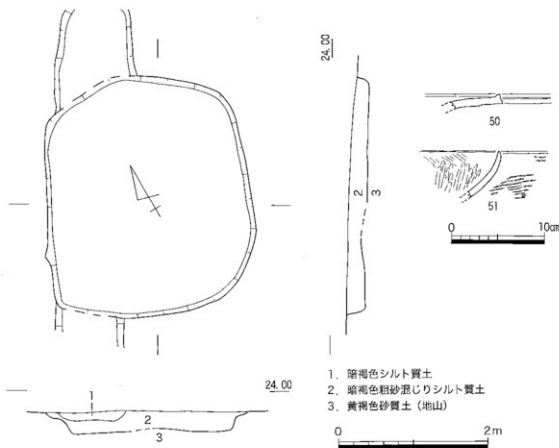 24.00
2
3
50
51
0 10cm
1
24.00
2
3
1. 暗褐色シルト質土
2. 暗褐色粗砂混じりシルト質土
3. 黄褐色砂質土(地山)
0 2m